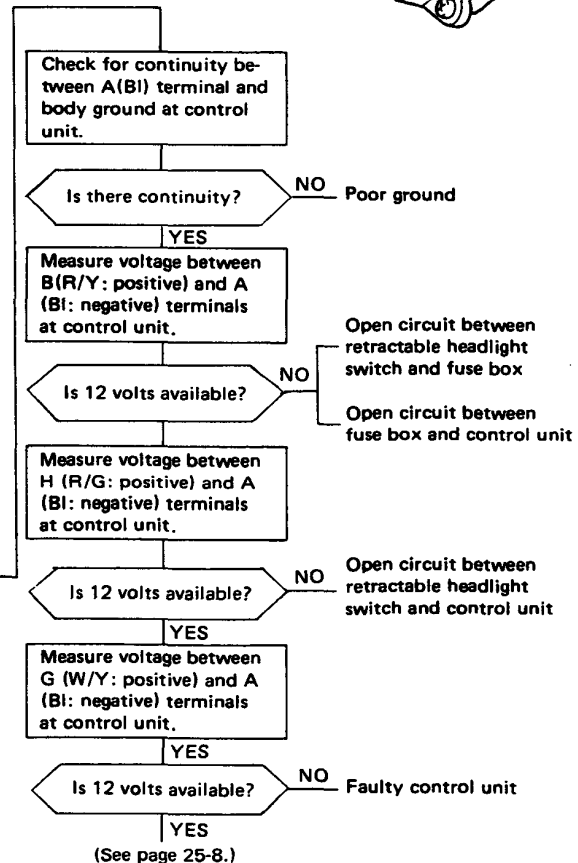 Check for continuity be-
tween A(Bl) terminal and
body ground at control
unit.
Is there continuity?
NO
Poor ground
YES
Measure voltage between
B(R/Y: positive) and A
(Bl: negative) terminals
at control unit.
Is 12 volts available?
NO
Open circuit between
retractable headlight
switch and fuse box
Open circuit between
fuse box and control unit
Measure voltage between
H (R/G: positive) and A
(Bl: negative) terminals
at control unit.
Is 12 volts available?
NO
Open circuit between
retractable headlight
switch and control unit
YES
Measure voltage between
G (W/Y: positive) and A
(Bl: negative) terminals
at control unit.
YES
Is 12 volts available?
NO
Faulty control unit
YES
(See page 25-8.)